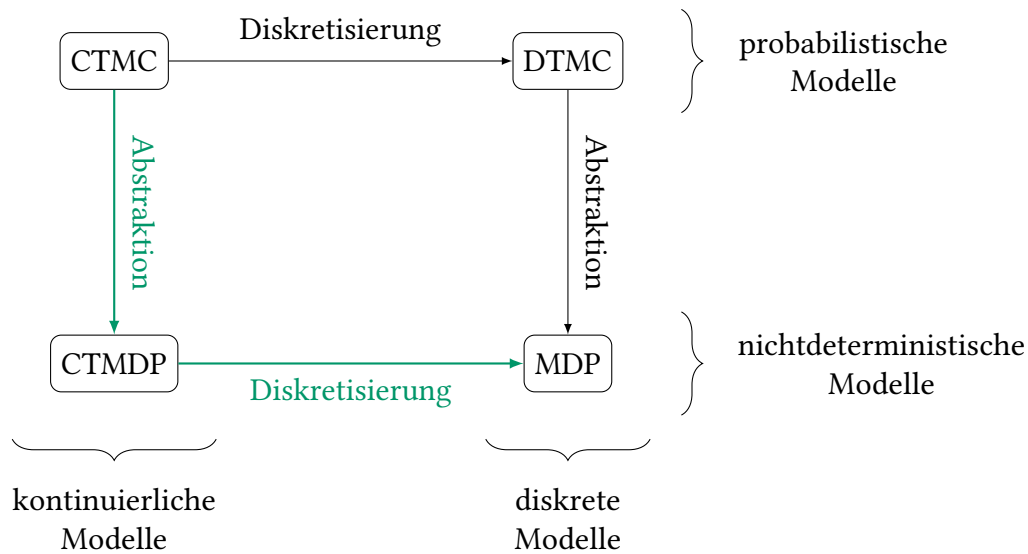 Diskretisierung
CTMC
DTMC
probabilistische
Modelle
Abstraktion
Abstraktion
CTMDP
MDP
Diskretisierung
nichtdeterministische
Modelle
kontinuierliche
Modelle
diskrete
Modelle